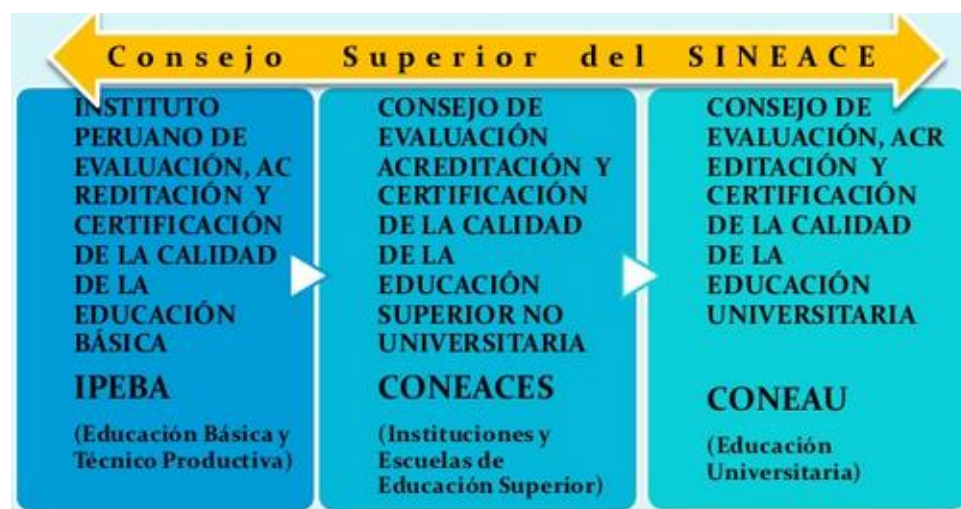 Consejo Superior del SINEACE
INSTITUTO
PERUANO DE
EVALUACIÓN, AC
REDITACIÓN Y
CERTIFICACIÓN
DE LA CALIDAD
DE LA
EDUCACIÓN
BÁSICA
IPEBA
(Educación Básica y
Técnico Productiva)
CONSEJO DE
EVALUACIÓN
ACREDITACIÓN Y
CERTIFICACIÓN
DE LA CALIDAD
DE LA
EDUCACIÓN
SUPERIOR NO
UNIVERSITARIA
CONEACES
(Instituciones y
Escuelas de
Educación Superior)
CONSEJO DE
EVALUACIÓN, ACR
EDITACIÓN Y
CERTIFICACIÓN
DE LA CALIDAD
DE LA
EDUCACIÓN
UNIVERSITARIA
CONEAU
(Educación
Universitaria)